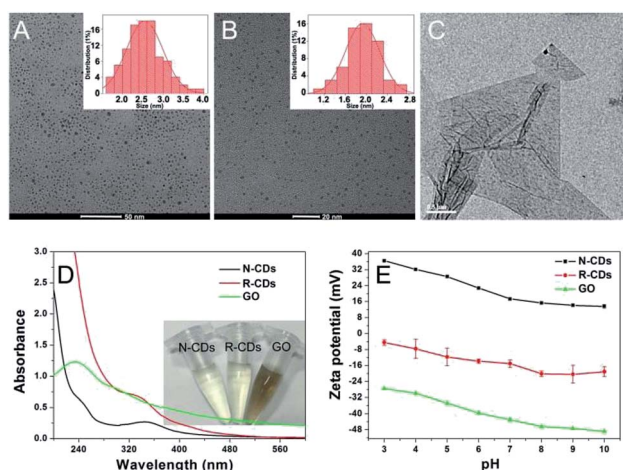 A
Distribution (1%)
18
12
6
0
2.0 2.5 3.0 3.5 4.0
Size (nm)
50 nm
B
Distribution (1%)
16
12
8
4
0
1.2 1.6 2.0 2.4 2.8
Size (nm)
20 nm
C
D
Absorbance
3.0
2.5
2.0
1.5
1.0
0.5
0.0
N-CDs
R-CDs
GO
N-CDs R-CDs GO
240 320 400 480 560
Wavelength (nm)
E
Zeta potential (mV)
40
32
24
16
8
0
-8
-16
-24
-32
-40
-48
N-CDs
R-CDs
GO
3 4 5 6 7 8 9 10
pH